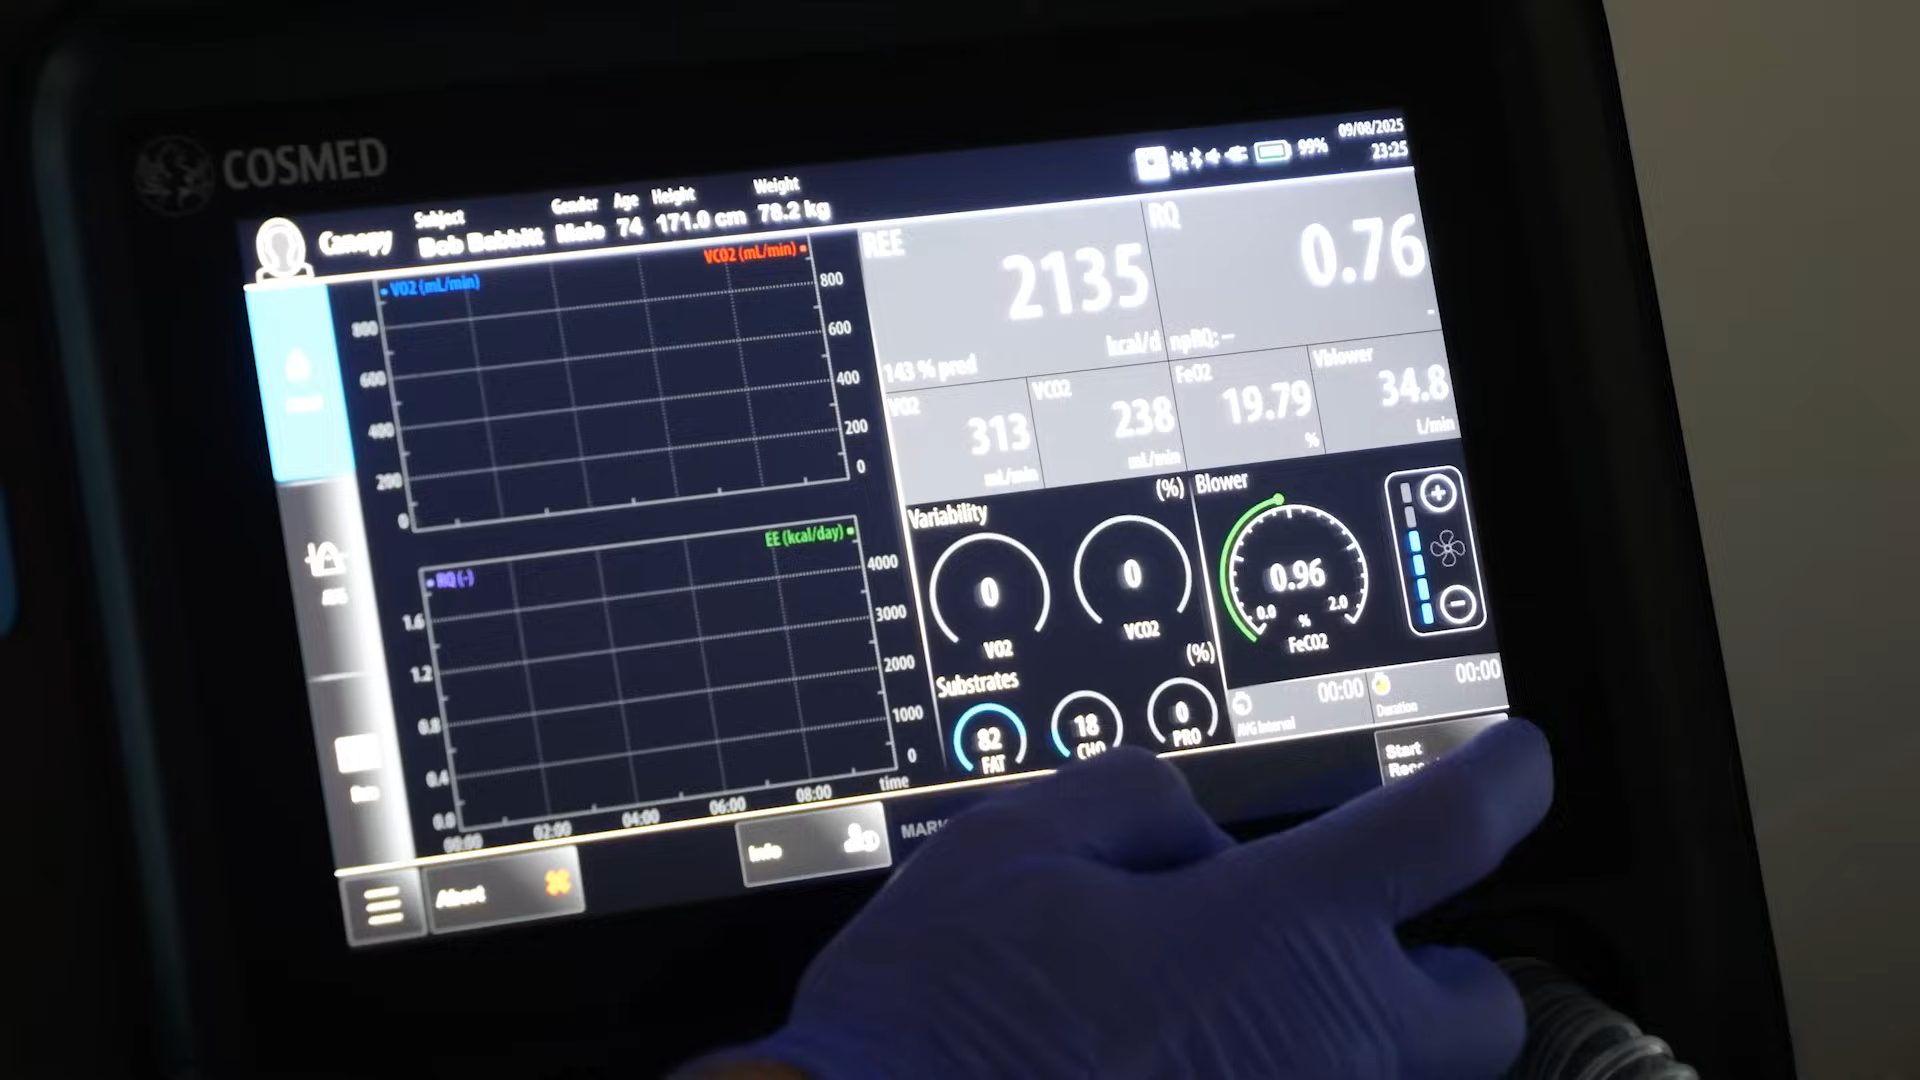 COSMED
09/08/2025
99%
23:25
Canopy
Subject Gender Age Height Weight
Bob Babbitt Male 74 171.0 cm 78.2 kg
VO2 (mL/min)
VCO2 (mL/min)
800
600
400
200
0
800
600
400
200
0
REE
2135
kcal/d
143 % pred
RQ
0.76
-
npRQ: --
VO2
313
mL/min
VCO2
238
mL/min
FeO2
19.79
%
Vblower
34.8
L/min
RQ (-)
EE (kcal/day)
1.6
1.2
0.8
0.4
0.0
4000
3000
2000
1000
0
00:00 02:00 04:00 06:00 08:00 time
Variability (%)
0
VO2
0
VCO2
Substrates (%)
82
FAT
18
CHO
0
PRO
Blower
0.96
0.0 2.0
%
FeCO2
AVG Interval 00:00
Duration 00:00
AVG
Abort
Info
MARK
Start